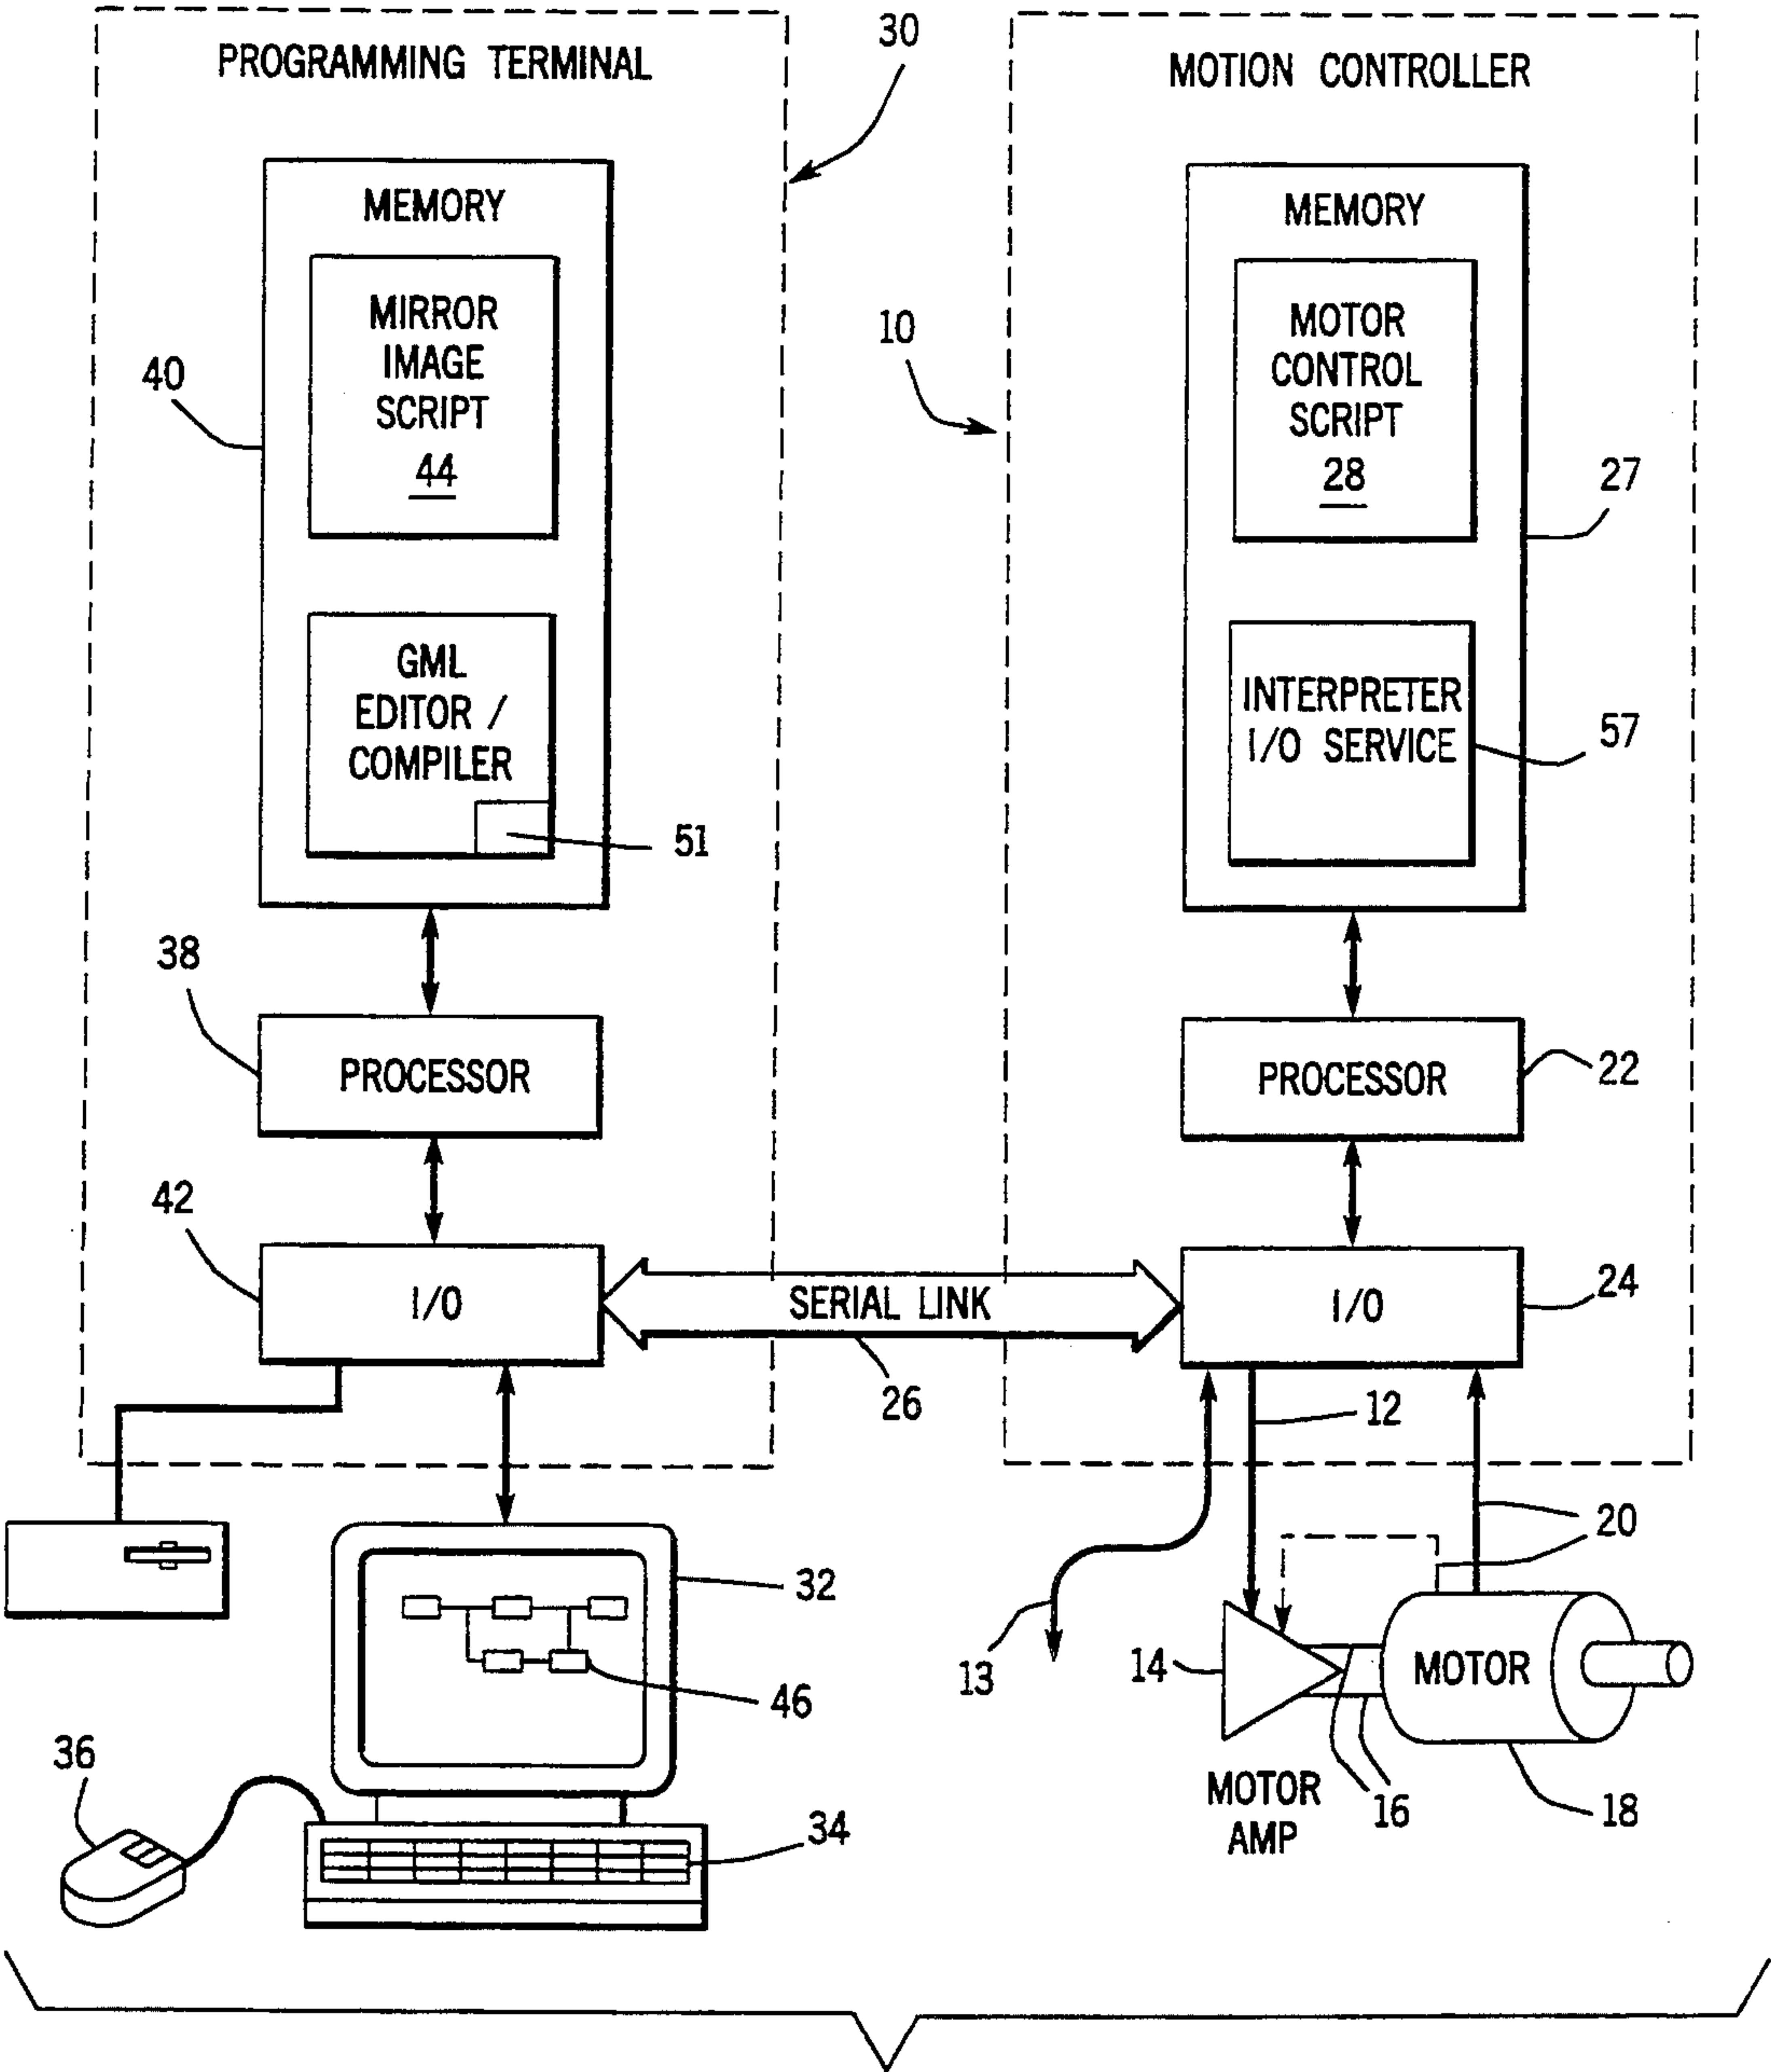 PROGRAMMING TERMINAL
30
MOTION CONTROLLER
MEMORY
MIRROR
IMAGE
SCRIPT
44
40
GML
EDITOR /
COMPILER
51
10
MEMORY
MOTOR
CONTROL
SCRIPT
28
27
INTERPRETER
I/O SERVICE
57
38
PROCESSOR
PROCESSOR
22
42
I/O
SERIAL LINK
26
I/O
24
12
20
32
46
13
14
MOTOR
MOTOR
AMP
16
18
36
34